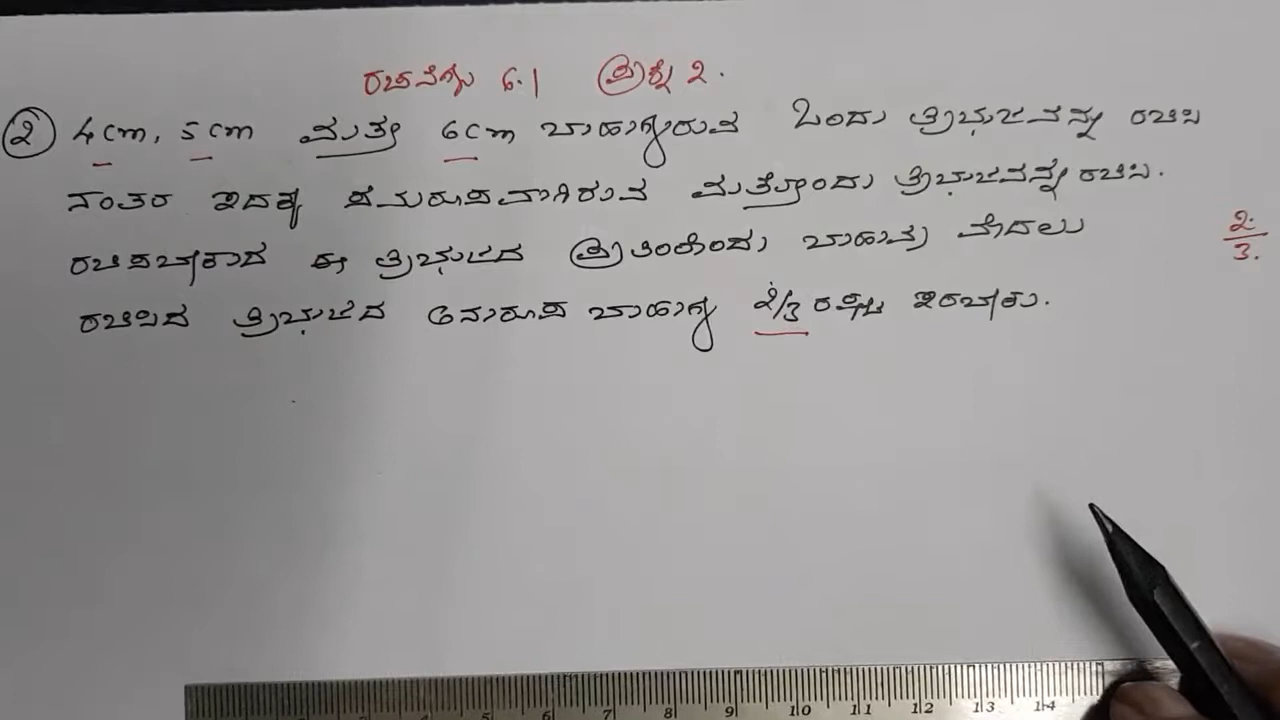 ರಚನೆಗಳು 6.1 ಪ್ರಶ್ನೆ 2.
② 4cm, 5cm ಮತ್ತು 6cm ಬಾಹುಗಳಿರುವ ಒಂದು ತ್ರಿಭುಜವನ್ನು ರಚಿಸಿ
ನಂತರ ಇದಕ್ಕೆ ಸಮರೂಪವಾಗಿರುವ ಮತ್ತೊಂದು ತ್ರಿಭುಜವನ್ನು ರಚಿಸಿ.
ರಚಿಸಬೇಕಾದ ಈ ತ್ರಿಭುಜದ ಪ್ರತಿಯೊಂದು ಬಾಹುವು ಮೊದಲು
ರಚಿಸಿದ ತ್ರಿಭುಜದ ಅನುರೂಪ ಬಾಹುಗಳ 2/3 ರಷ್ಟು ಇರಬೇಕು.
2/3.
5 6 7 8 9 10 11 12 13 14